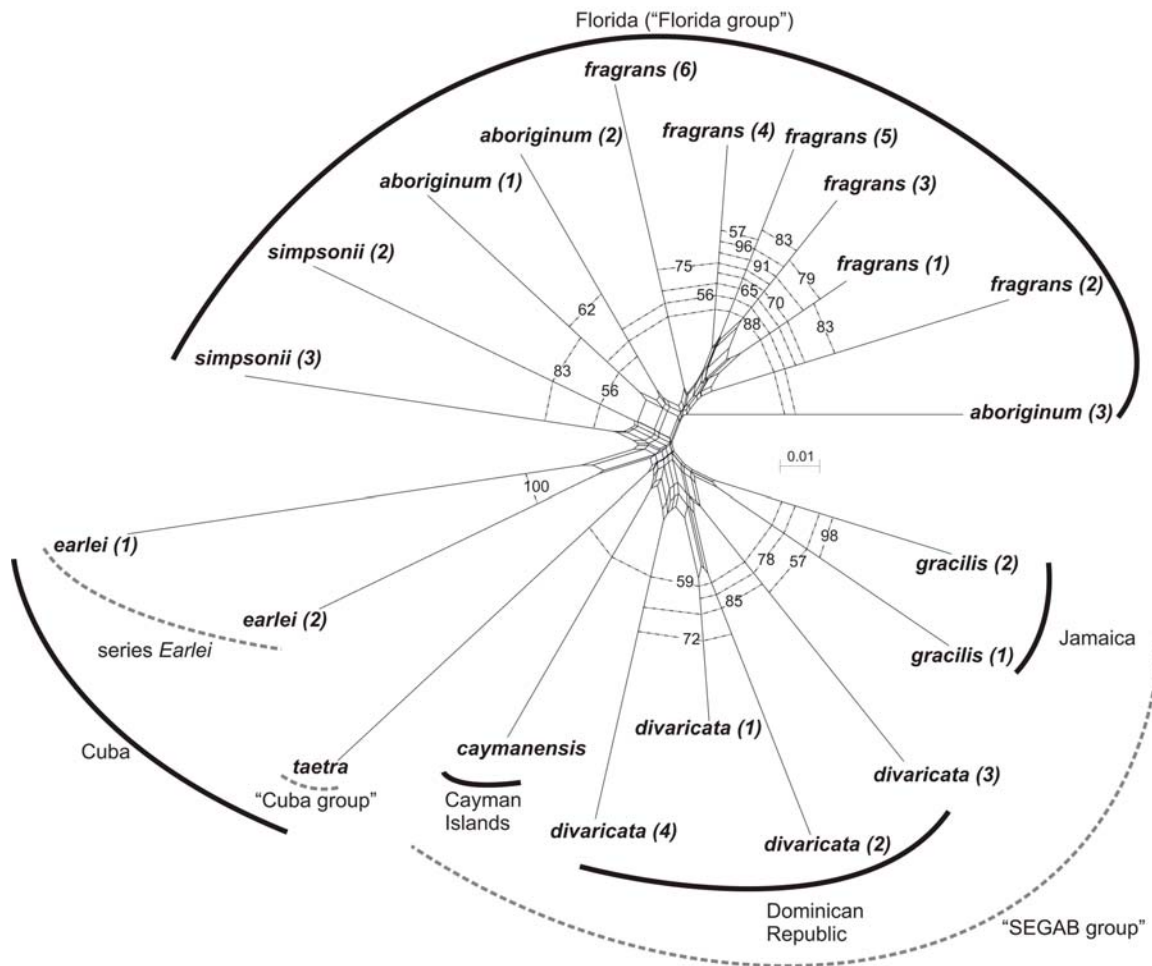 Florida (“Florida group”)
fragrans (6)
aboriginum (2)
fragrans (4)
fragrans (5)
aboriginum (1)
fragrans (3)
simpsonii (2)
fragrans (1)
fragrans (2)
simpsonii (3)
aboriginum (3)
57
83
96
75
91
79
65
70
56
62
88
83
83
56
0.01
100
98
earlei (1)
78
57
gracilis (2)
59
85
earlei (2)
72
series Earlei
gracilis (1)
Jamaica
divaricata (1)
Cuba
caymanensis
taetra
divaricata (3)
“Cuba group”
Cayman
Islands
divaricata (4)
divaricata (2)
Dominican
Republic
“SEGAB group”